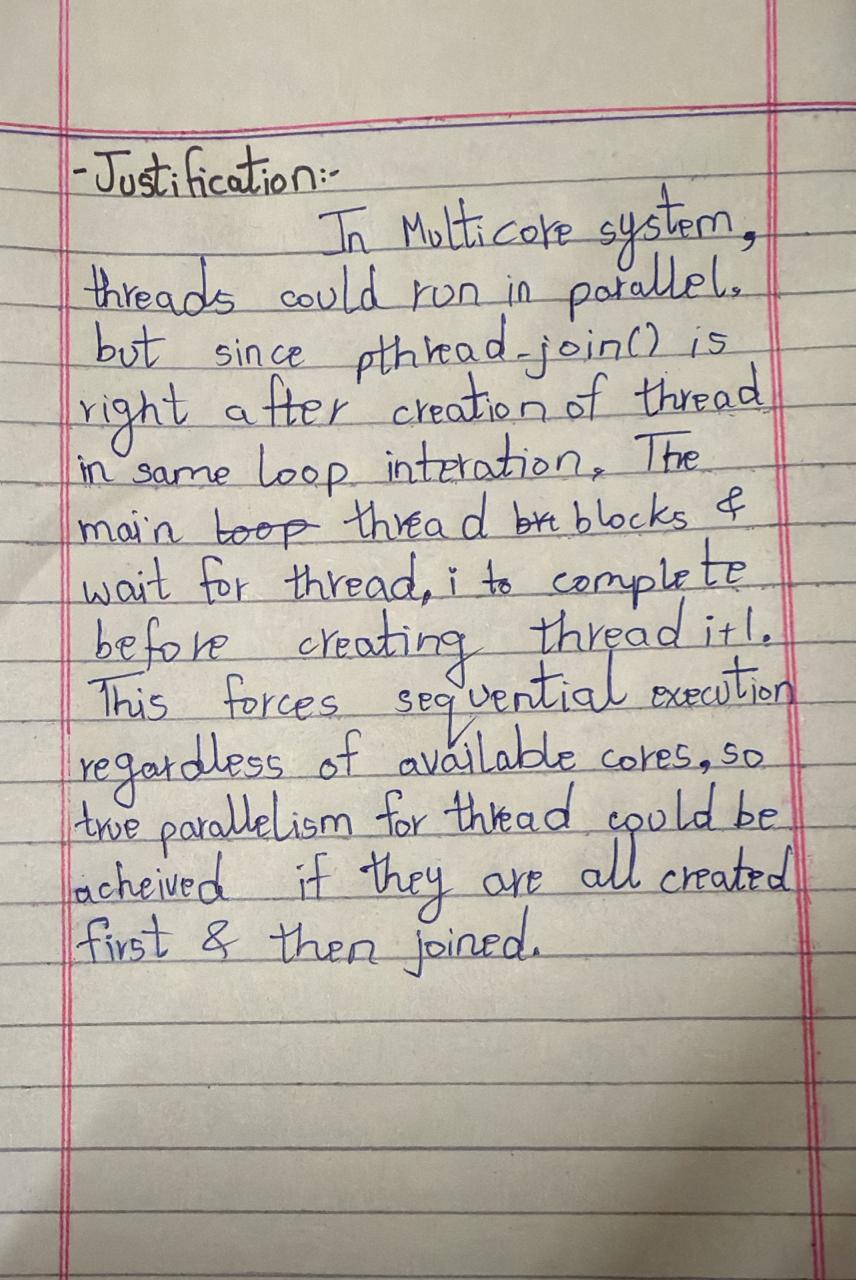 - Justification:-
In Multicore system,
threads could run in parallel.
but since pthread-join() is
right after creation of thread
in same loop interation. The
main loop thread blocks &
wait for thread, i to complete
before creating thread i+1.
This forces sequential execution
regardless of available cores, so
true parallelism for thread could be
acheived if they are all created
first & then joined.